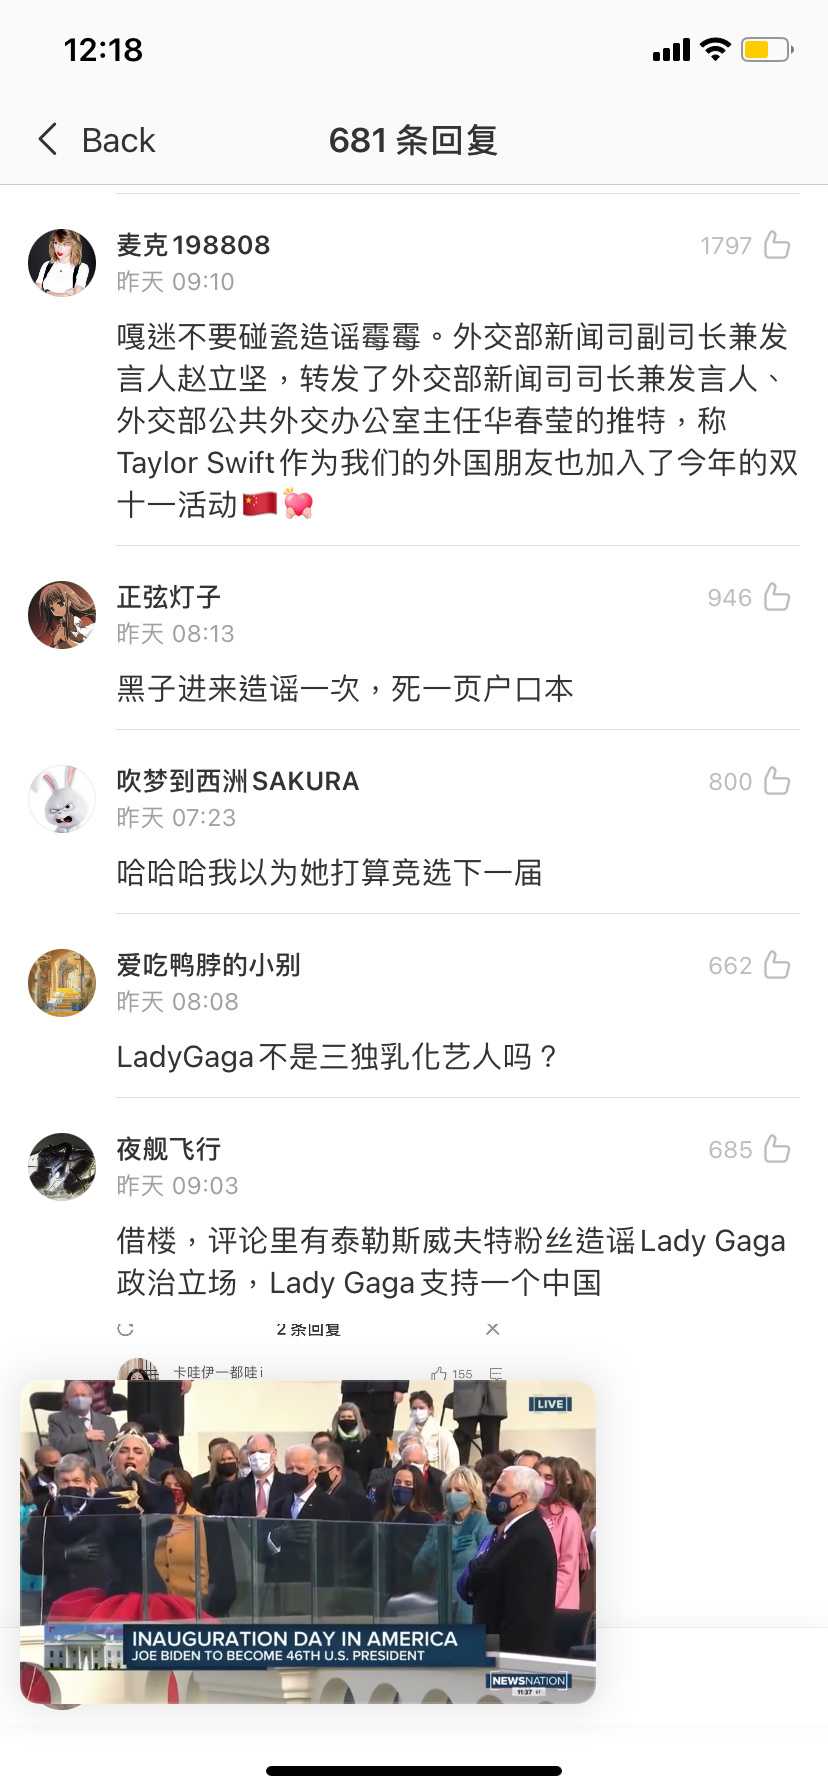 12:18
Back
681 条回复
麦克198808
1797
昨天 09:10
嘎迷不要碰瓷造谣霉霉。外交部新闻司副司长兼发
言人赵立坚，转发了外交部新闻司司长兼发言人、
外交部公共外交办公室主任华春莹的推特，称
Taylor Swift作为我们的外国朋友也加入了今年的双
十一活动🇨🇳💘
正弦灯子
946
昨天 08:13
黑子进来造谣一次，死一页户口本
吹梦到西洲SAKURA
800
昨天 07:23
哈哈哈我以为她打算竞选下一届
爱吃鸭脖的小别
662
昨天 08:08
LadyGaga不是三独乳化艺人吗？
夜舰飞行
685
昨天 09:03
借楼，评论里有泰勒斯威夫特粉丝造谣Lady Gaga
政治立场，Lady Gaga支持一个中国
2 条回复
卡哇伊一都哇i
155
LIVE
INAUGURATION DAY IN AMERICA
JOE BIDEN TO BECOME 46TH U.S. PRESIDENT
NEWSNATION
11:37